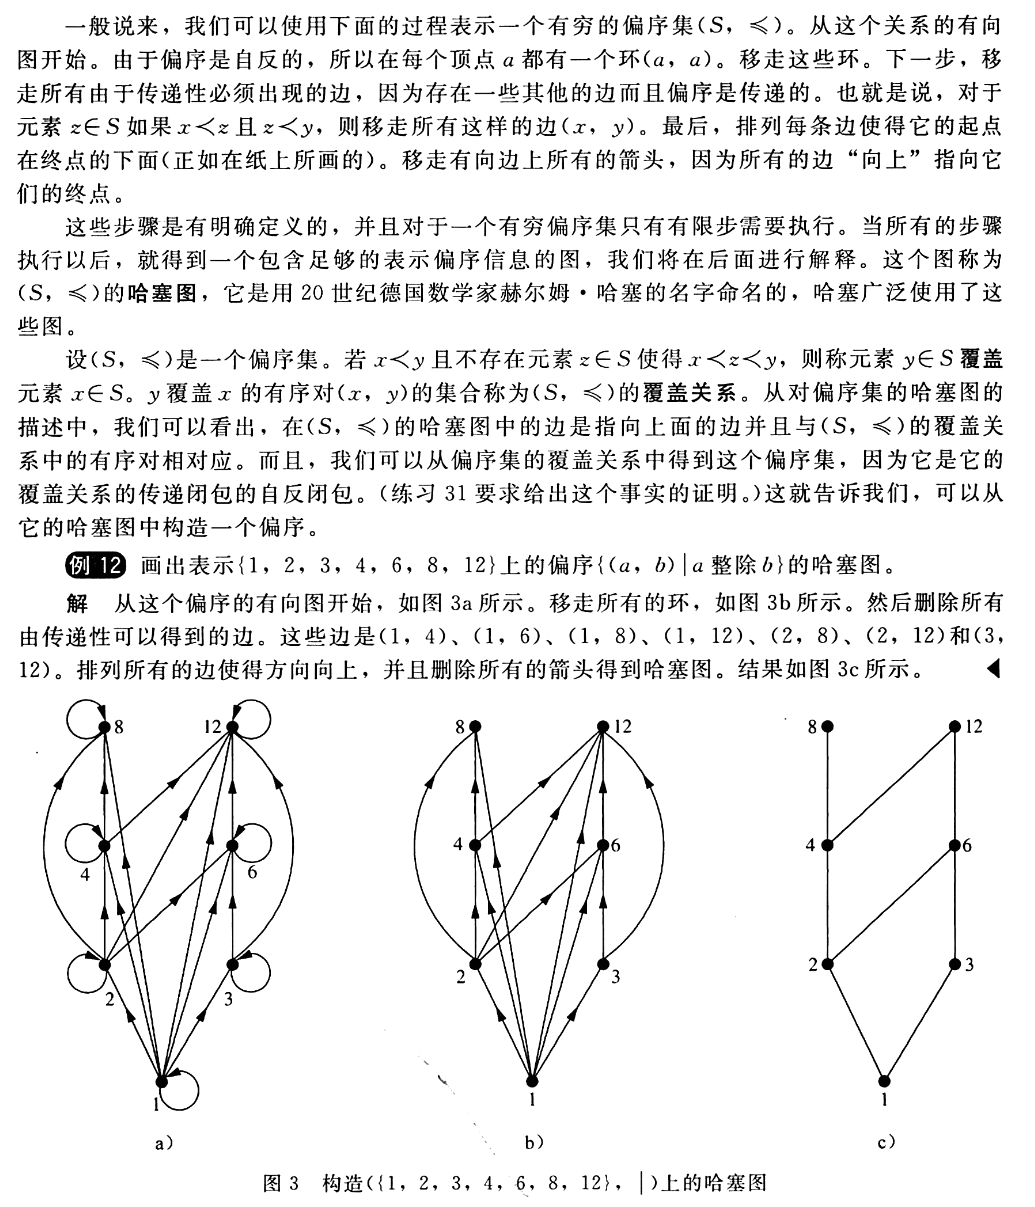 一般说来，我们可以使用下面的过程表示一个有穷的偏序集(S，≼)。从这个关系的有向
图开始。由于偏序是自反的，所以在每个顶点 a 都有一个环(a，a)。移走这些环。下一步，移
走所有由于传递性必须出现的边，因为存在一些其他的边而且偏序是传递的。也就是说，对于
元素 z∈S 如果 x≺z 且 z≺y，则移走所有这样的边(x，y)。最后，排列每条边使得它的起点
在终点的下面(正如在纸上所画的)。移走有向边上所有的箭头，因为所有的边“向上”指向它
们的终点。
这些步骤是有明确定义的，并且对于一个有穷偏序集只有有限步需要执行。当所有的步骤
执行以后，就得到一个包含足够的表示偏序信息的图，我们将在后面进行解释。这个图称为
(S，≼)的哈塞图，它是用 20 世纪德国数学家赫尔姆·哈塞的名字命名的，哈塞广泛使用了这
些图。
设(S，≼)是一个偏序集。若 x≺y 且不存在元素 z∈S 使得 x≺z≺y，则称元素 y∈S 覆盖
元素 x∈S。y 覆盖 x 的有序对(x，y)的集合称为(S，≼)的覆盖关系。从对偏序集的哈塞图的
描述中，我们可以看出，在(S，≼)的哈塞图中的边是指向上面的边并且与(S，≼)的覆盖关
系中的有序对相对应。而且，我们可以从偏序集的覆盖关系中得到这个偏序集，因为它是它的
覆盖关系的传递闭包的自反闭包。(练习 31 要求给出这个事实的证明。)这就告诉我们，可以从
它的哈塞图中构造一个偏序。
例 12 画出表示{1，2，3，4，6，8，12}上的偏序{(a，b)|a 整除 b}的哈塞图。
解 从这个偏序的有向图开始，如图 3a 所示。移走所有的环，如图 3b 所示。然后删除所有
由传递性可以得到的边。这些边是(1，4)、(1，6)、(1，8)、(1，12)、(2，8)、(2，12)和(3，
12)。排列所有的边使得方向向上，并且删除所有的箭头得到哈塞图。结果如图 3c 所示。 ◀
8 12 8 12 8 12
4 6 4 6 4 6
2 3 2 3 2 3
1 1 1
a) b) c)
图 3 构造({1，2，3，4，6，8，12}，|)上的哈塞图